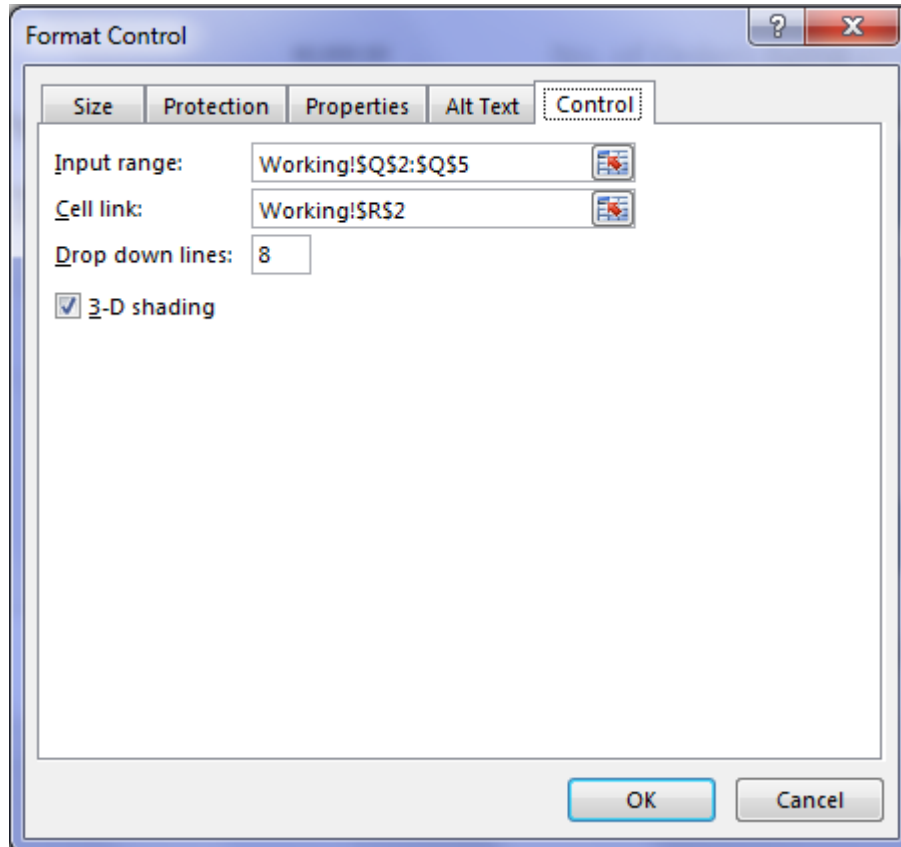 Format Control
?
Size Protection Properties Alt Text Control
Input range: Working!$Q$2:$Q$5
Cell link: Working!$R$2
Drop down lines: 8
3-D shading
OK Cancel